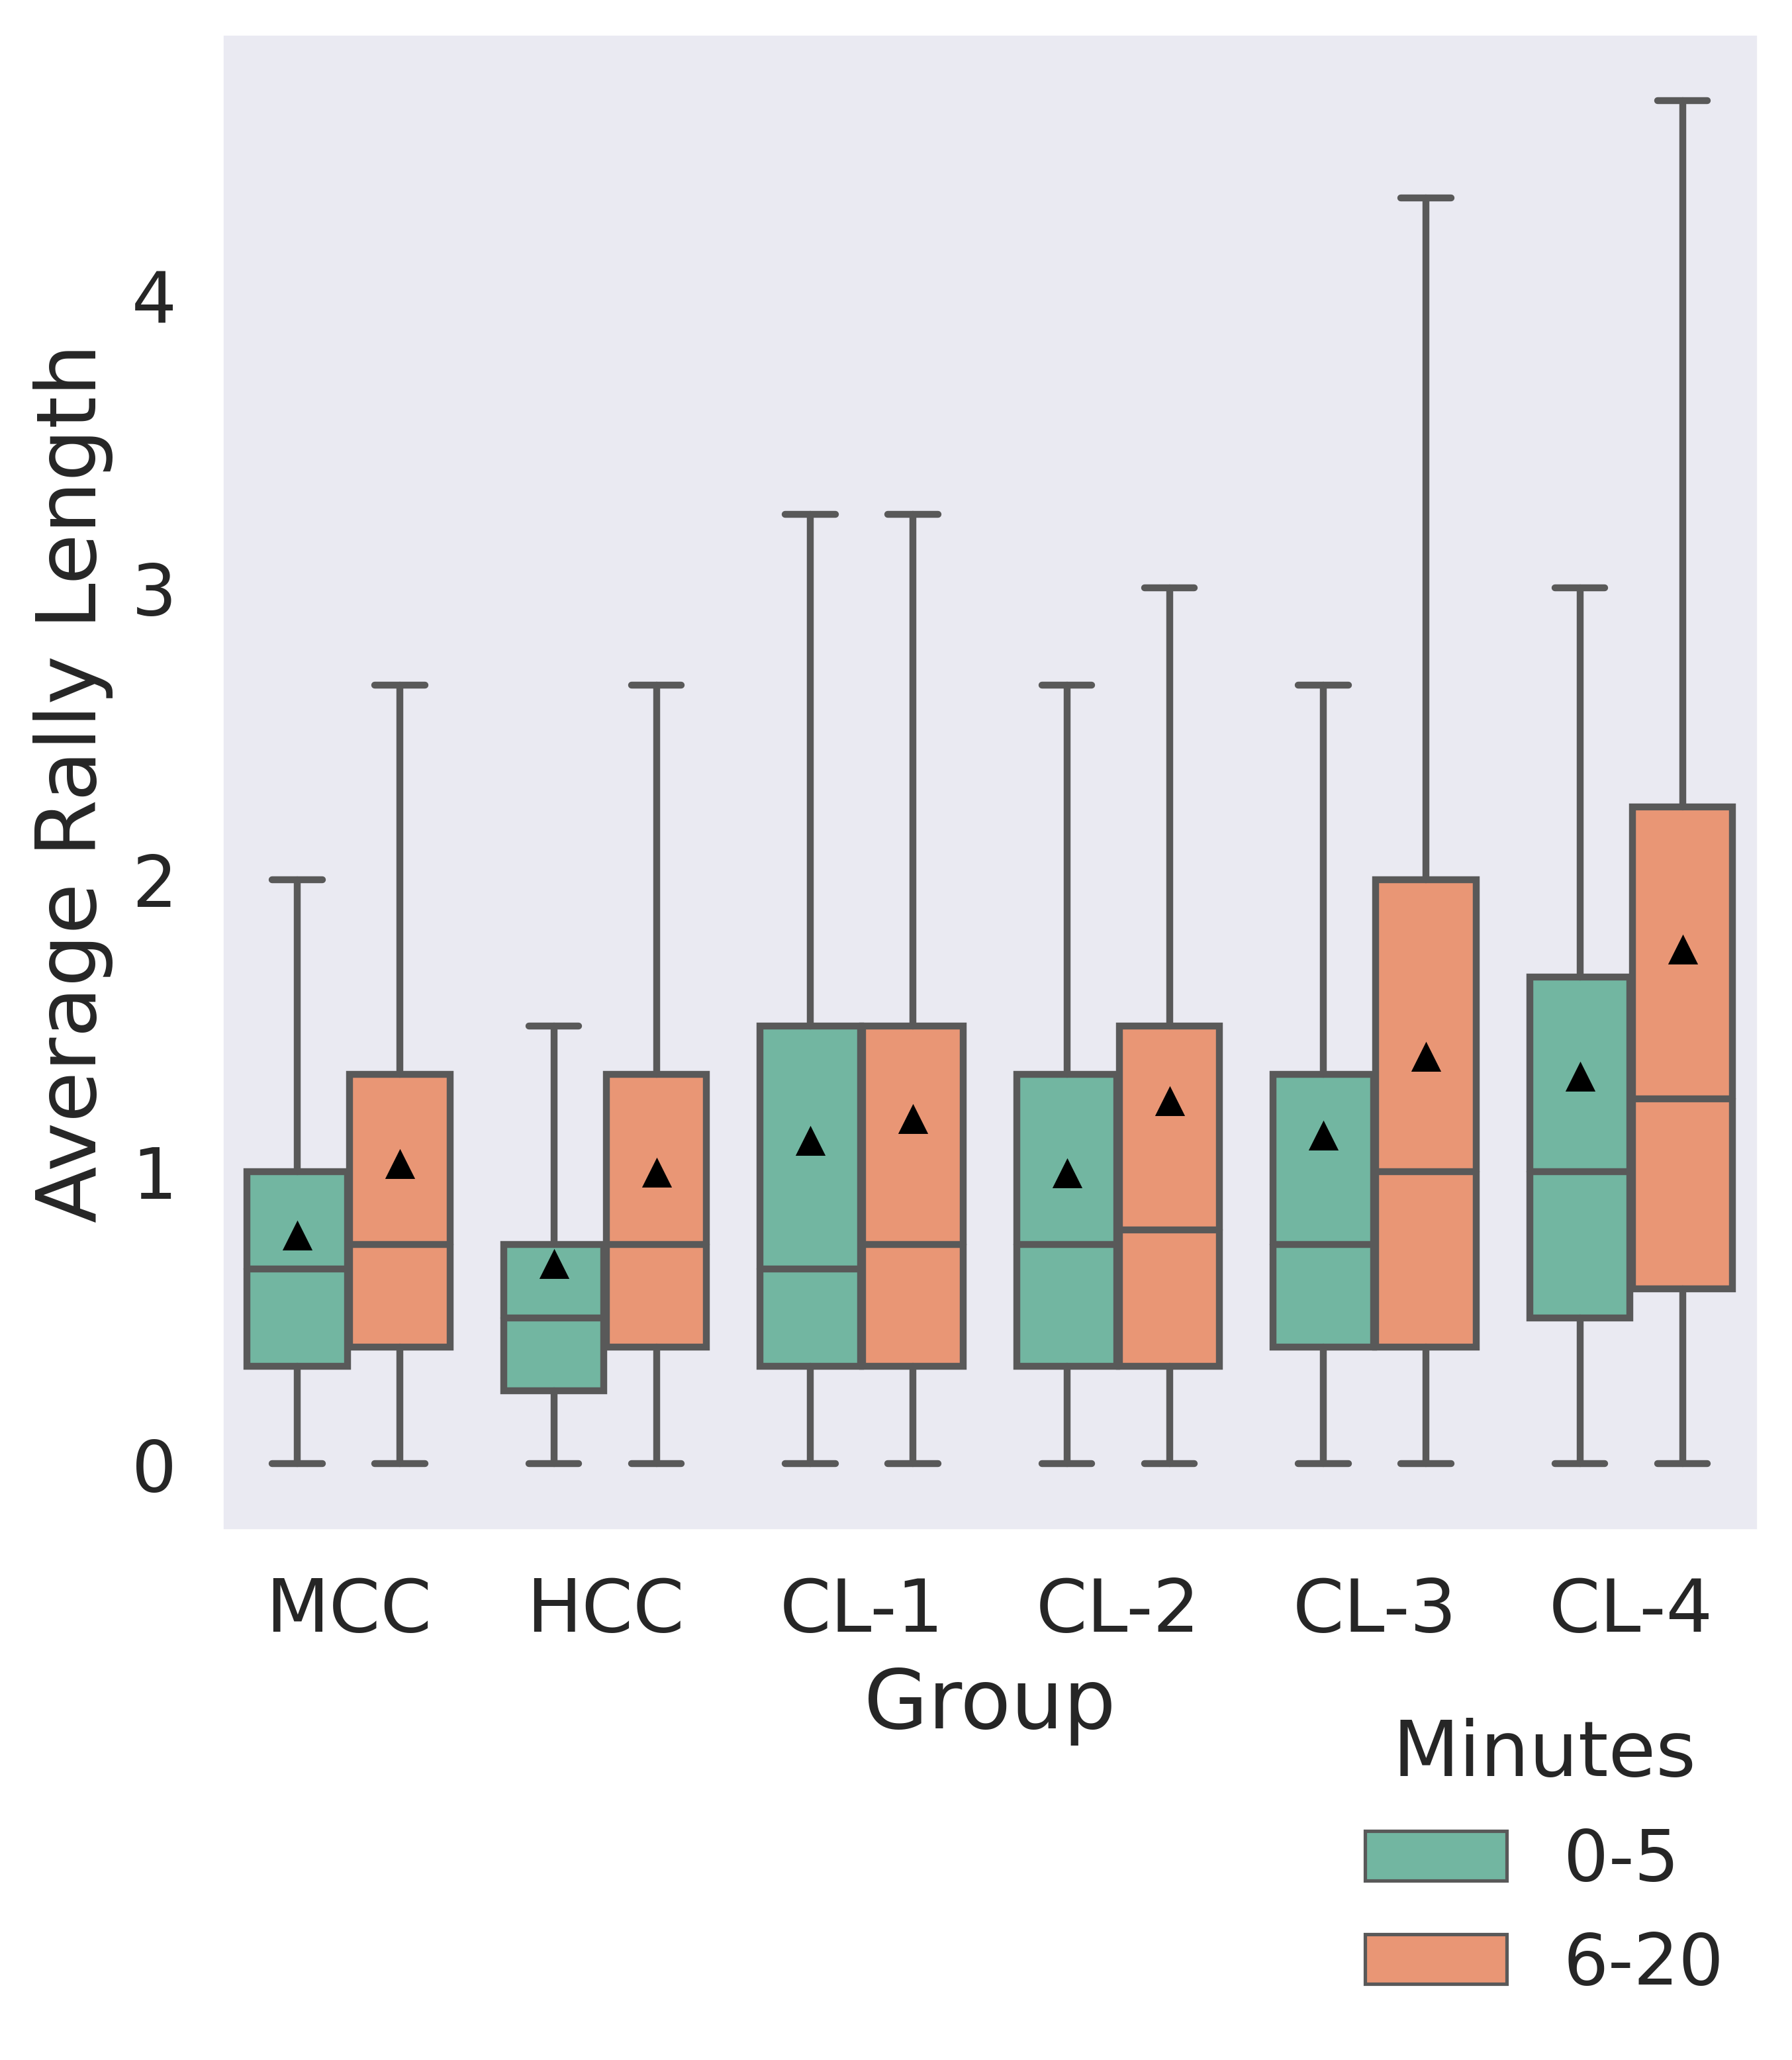 Average Rally Length
4
3
2
1
0
MCC HCC CL-1 CL-2 CL-3 CL-4
Group
Minutes
0-5
6-20